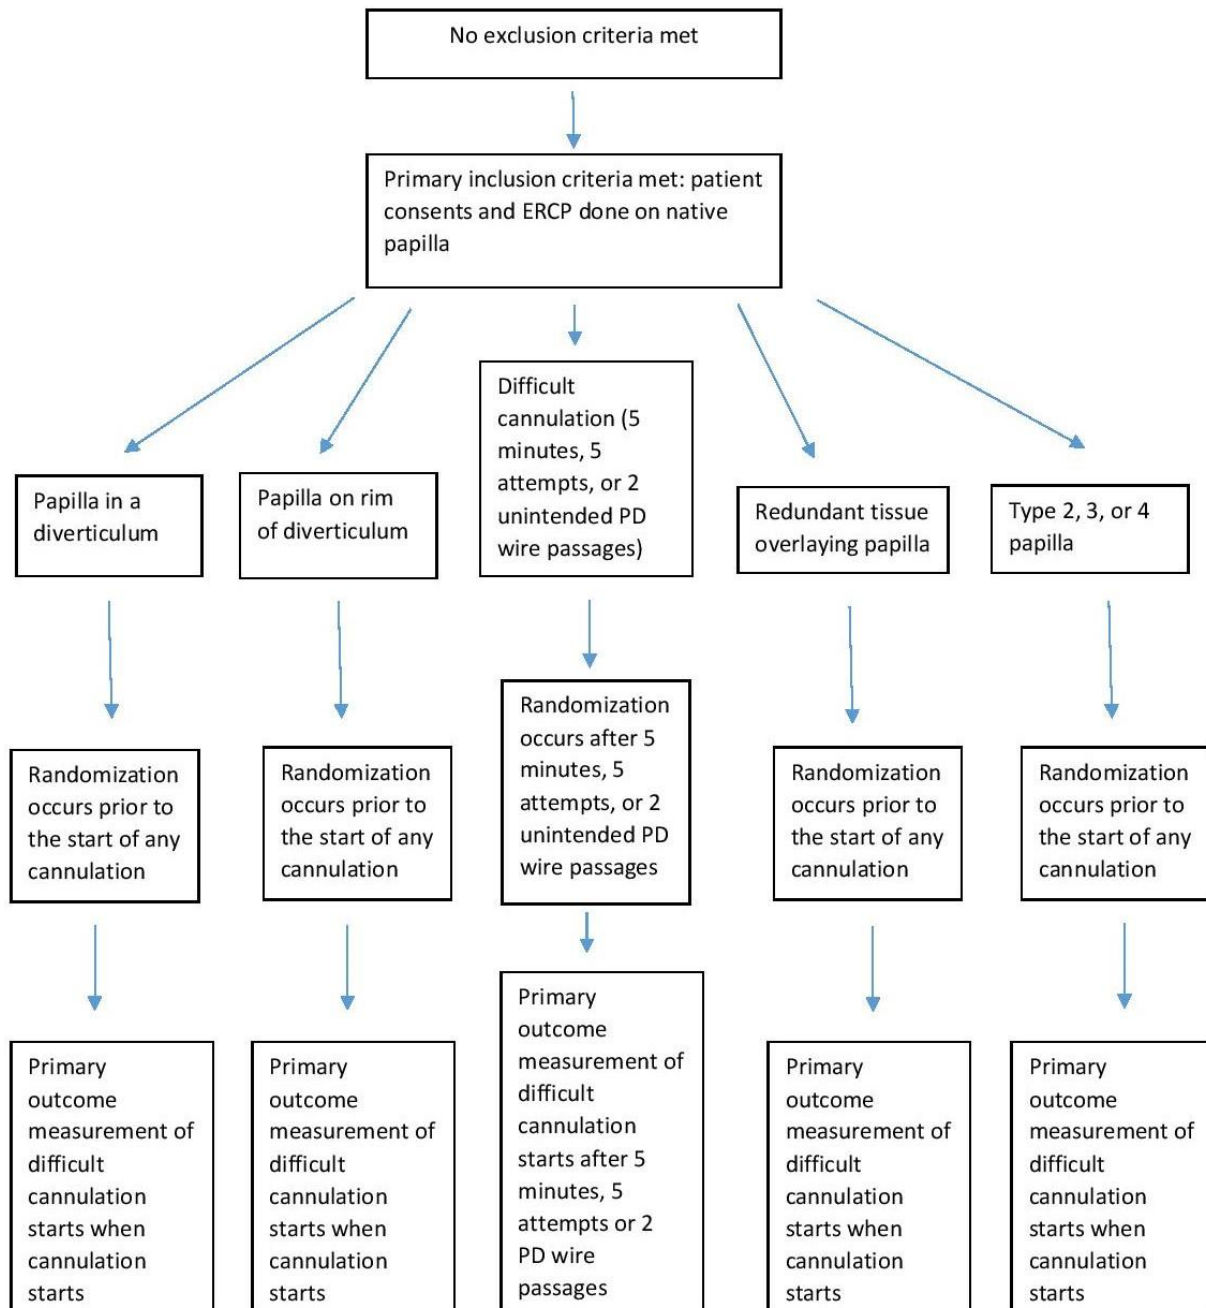 No exclusion criteria met
Primary inclusion criteria met: patient
consents and ERCP done on native
papilla
Papilla in a
diverticulum
Papilla on rim
of diverticulum
Difficult
cannulation (5
minutes, 5
attempts, or 2
unintended PD
wire passages)
Redundant tissue
overlaying papilla
Type 2, 3, or 4
papilla
Randomization
occurs prior to
the start of any
cannulation
Randomization
occurs prior to
the start of any
cannulation
Randomization
occurs after 5
minutes, 5
attempts, or 2
unintended PD
wire passages
Randomization
occurs prior to
the start of any
cannulation
Randomization
occurs prior to
the start of any
cannulation
Primary
outcome
measurement of
difficult
cannulation
starts when
cannulation
starts
Primary
outcome
measurement of
difficult
cannulation
starts when
cannulation
starts
Primary
outcome
measurement of
difficult
cannulation
starts after 5
minutes, 5
attempts or 2
PD wire
passages
Primary
outcome
measurement of
difficult
cannulation
starts when
cannulation
starts
Primary
outcome
measurement of
difficult
cannulation
starts when
cannulation
starts